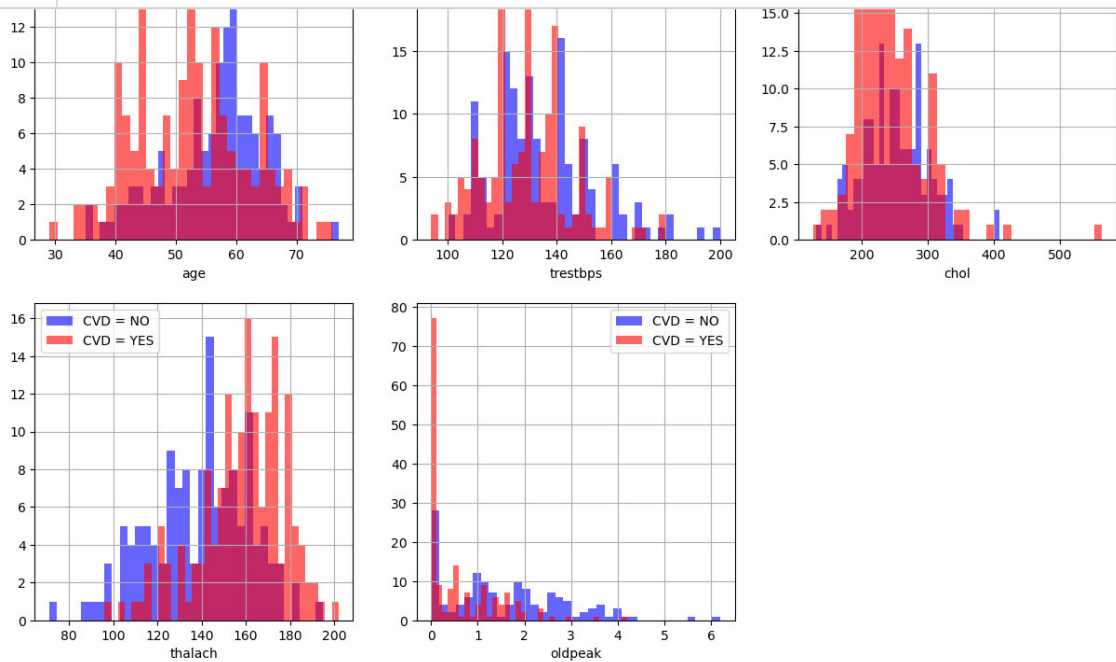 12
10
8
6
4
2
0
30 40 50 60 70
age
15
10
5
0
100 120 140 160 180 200
trestbps
15.0
12.5
10.0
7.5
5.0
2.5
0.0
200 300 400 500
chol
16
14
12
10
8
6
4
2
0
CVD = NO
CVD = YES
80 100 120 140 160 180 200
thalach
80
70
60
50
40
30
20
10
0
CVD = NO
CVD = YES
0 1 2 3 4 5 6
oldpeak